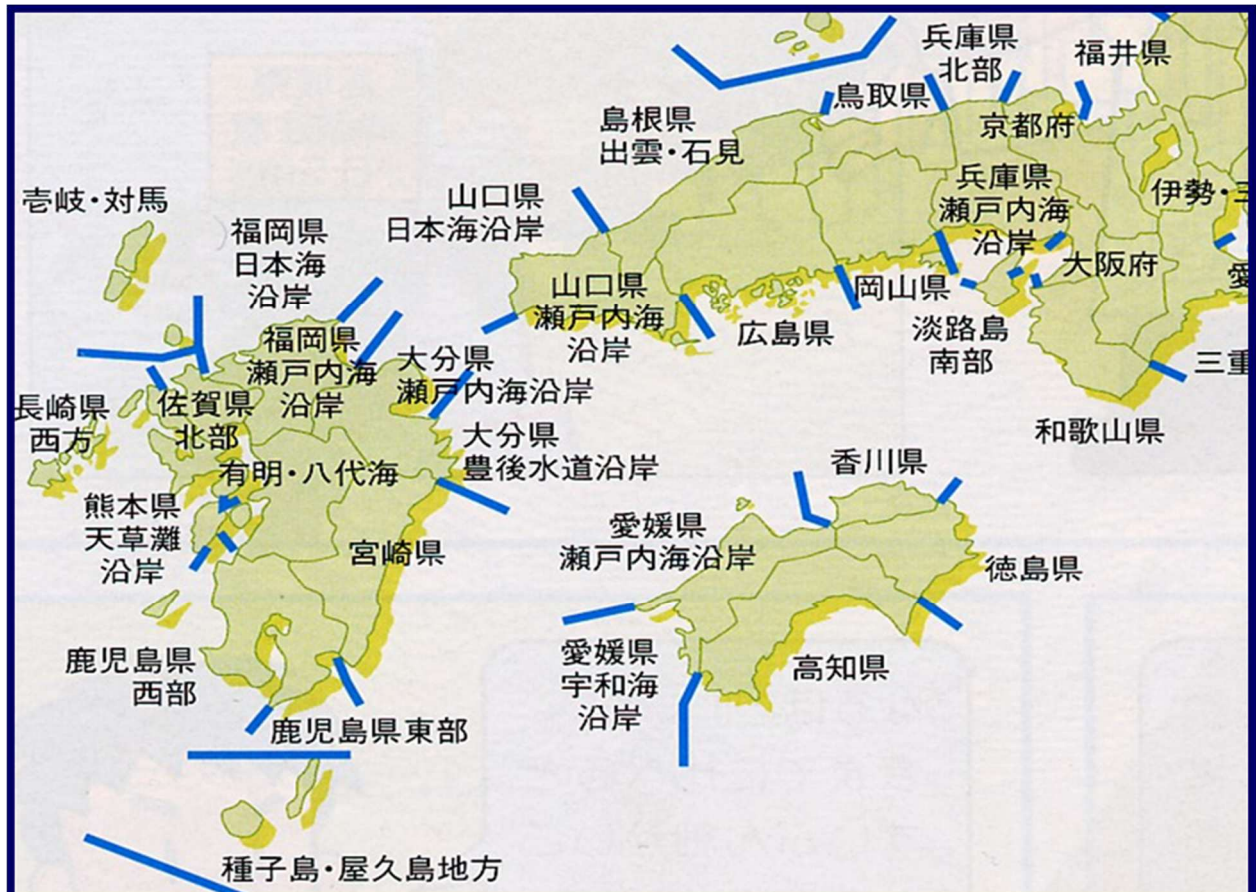 兵庫県
北部
福井県
鳥取県
島根県
出雲・石見
京都府
兵庫県
瀬戸内海
沿岸
伊勢・三
山口県
日本海沿岸
壱岐・対馬
福岡県
日本海
沿岸
大阪府
愛
山口県
瀬戸内海
沿岸
岡山県
広島県
淡路島
南部
三重
福岡県
瀬戸内海
沿岸
大分県
瀬戸内海沿岸
長崎県
西方
佐賀県
北部
和歌山県
大分県
豊後水道沿岸
有明・八代海
香川県
熊本県
天草灘
沿岸
愛媛県
瀬戸内海沿岸
宮崎県
徳島県
鹿児島県
西部
愛媛県
宇和海
沿岸
高知県
鹿児島県東部
種子島・屋久島地方